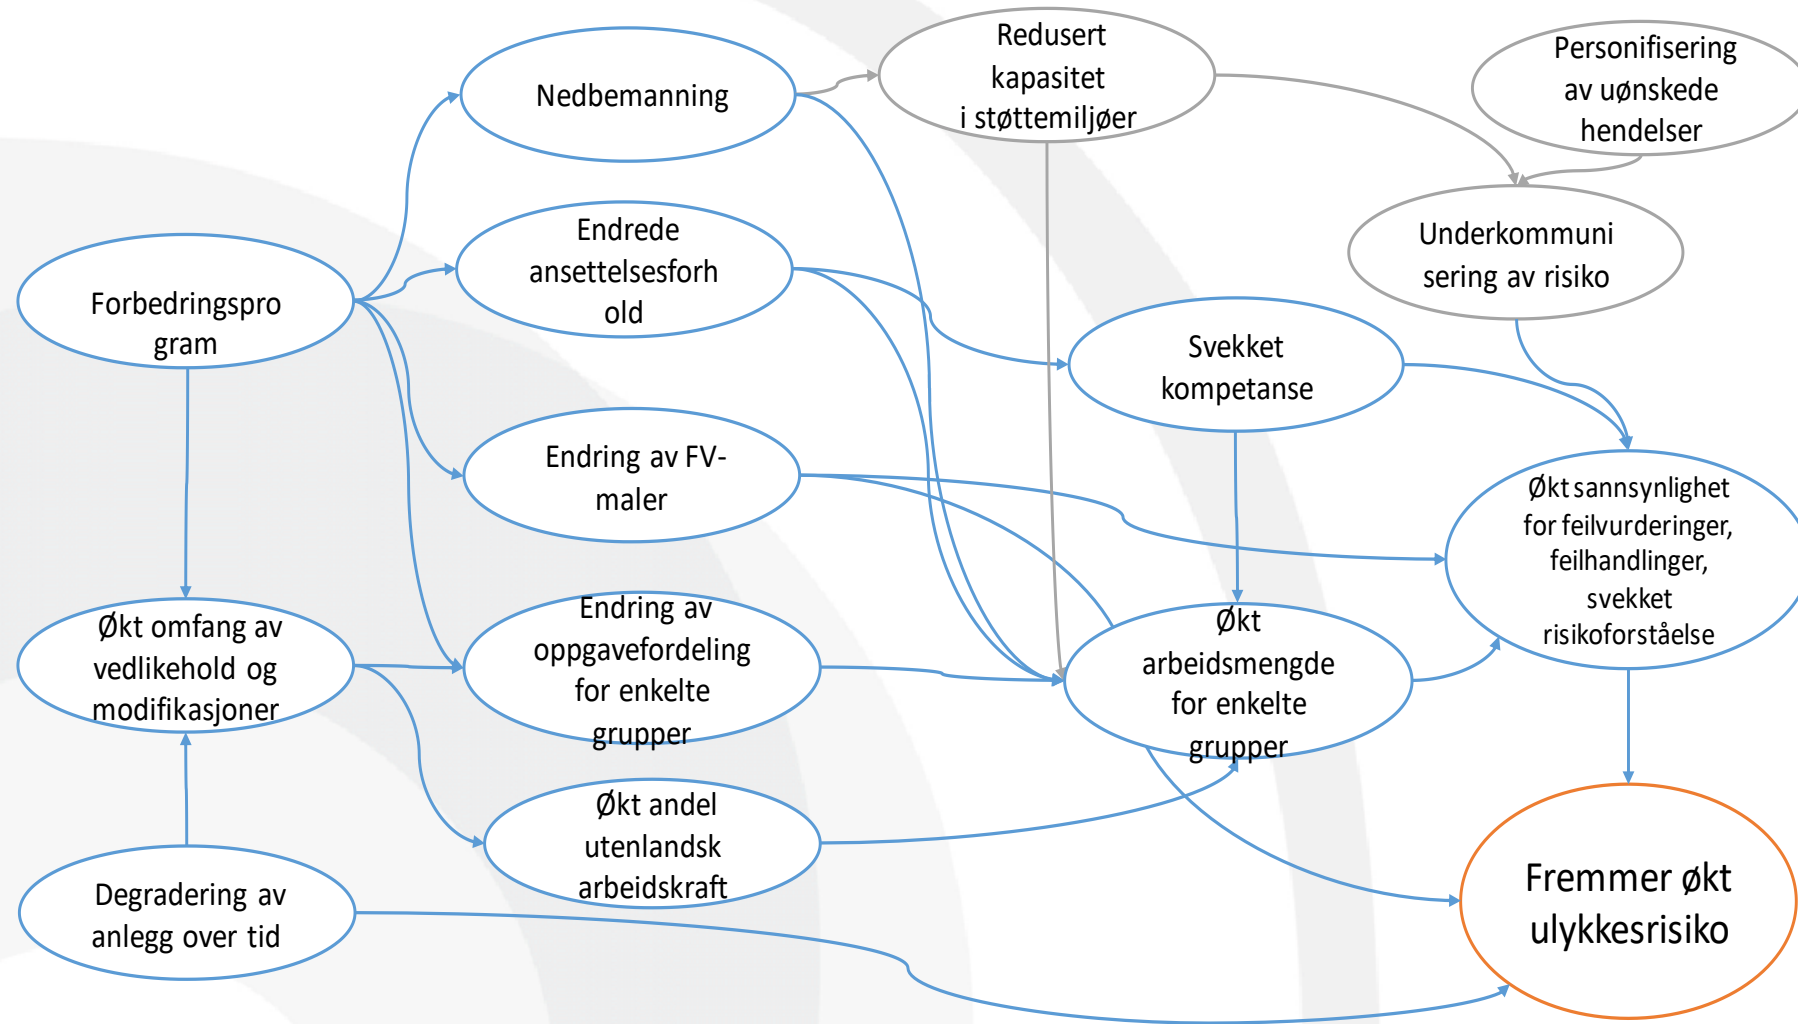 Redusert
kapasitet
i støttemiljøer
Personifisering
av uønskede
hendelser
Nedbemanning
Endrede
ansettelsesforh
old
Underkommuni
sering av risiko
Forbedringspro
gram
Svekket
kompetanse
Endring av FV-
maler
Økt sannsynlighet
for feilvurderinger,
feilhandlinger,
svekket
risikoforståelse
Økt omfang av
vedlikehold og
modifikasjoner
Endring av
oppgavefordeling
for enkelte
grupper
Økt
arbeidsmengde
for enkelte
grupper
Økt andel
utenlandsk
arbeidskraft
Degradering av
anlegg over tid
Fremmer økt
ulykkesrisiko